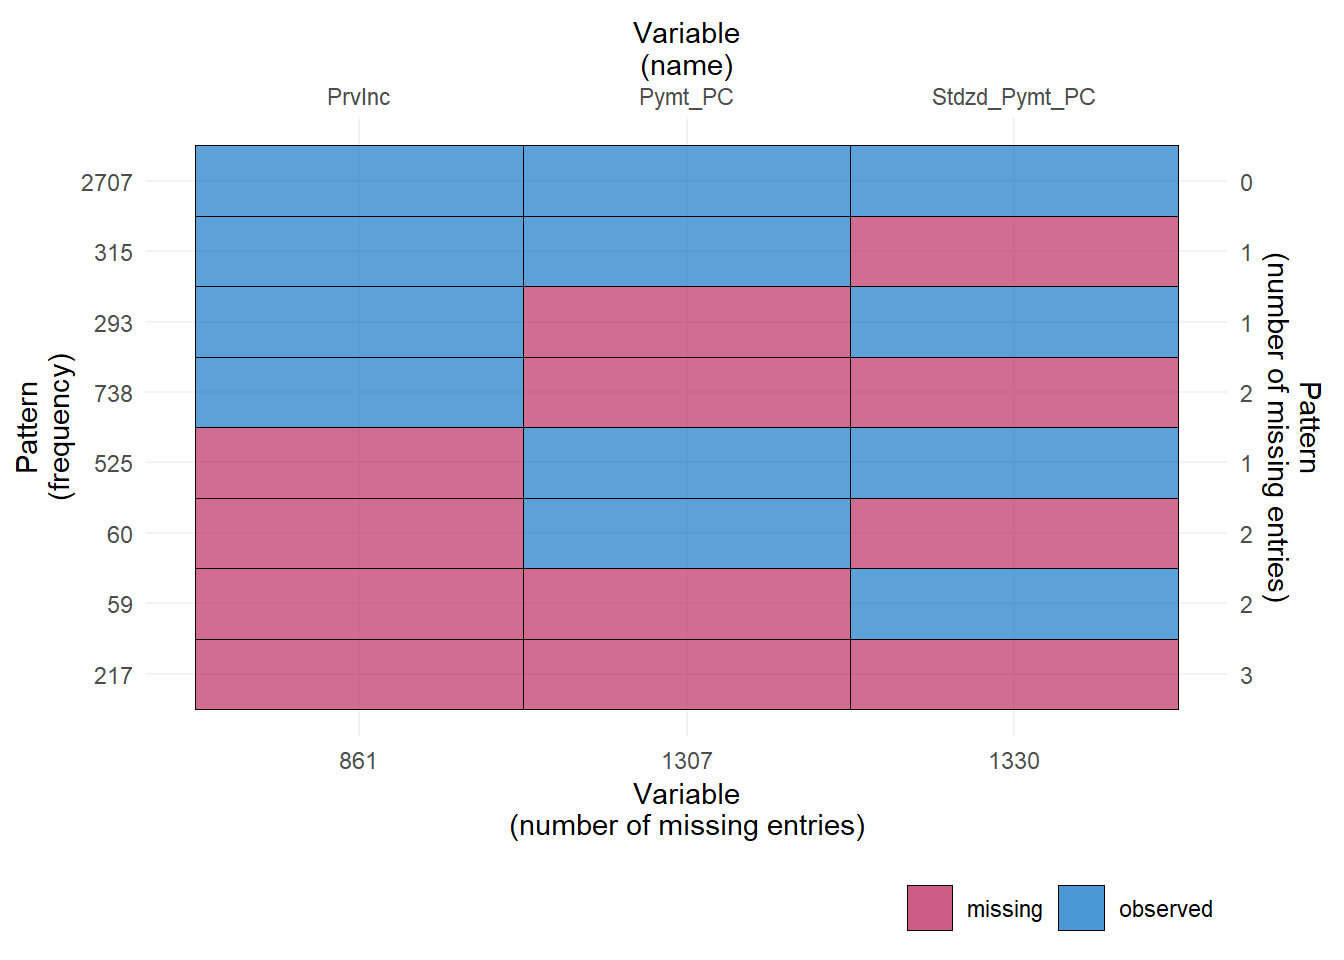 Variable
(name)
PrvInc Pymt_PC Stdzd_Pymt_PC
2707 0
315 1
293 1
738 2
525 1
60 2
59 2
217 3
Pattern
(frequency)
Pattern
(number of missing entries)
861 1307 1330
Variable
(number of missing entries)
missing observed